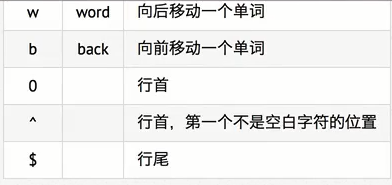 w word 向后移动一个单词
b back 向前移动一个单词
0 行首
^ 行首，第一个不是空白字符的位置
$ 行尾